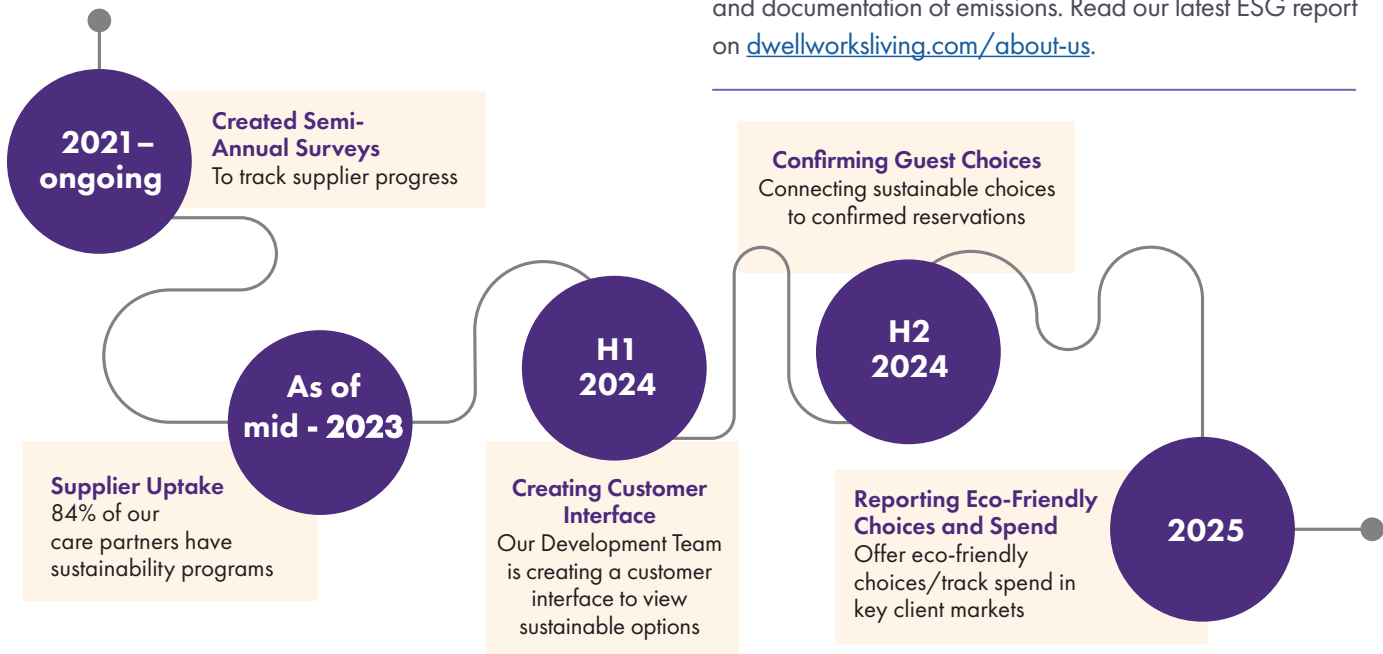 and documentation of emissions. Read our latest ESG report
on dwellworksliving.com/about-us.
2021–
ongoing
Created Semi-
Annual Surveys
To track supplier progress
As of
mid - 2023
Supplier Uptake
84% of our
care partners have
sustainability programs
H1
2024
Creating Customer
Interface
Our Development Team
is creating a customer
interface to view
sustainable options
Confirming Guest Choices
Connecting sustainable choices
to confirmed reservations
H2
2024
Reporting Eco-Friendly
Choices and Spend
Offer eco-friendly
choices/track spend in
key client markets
2025